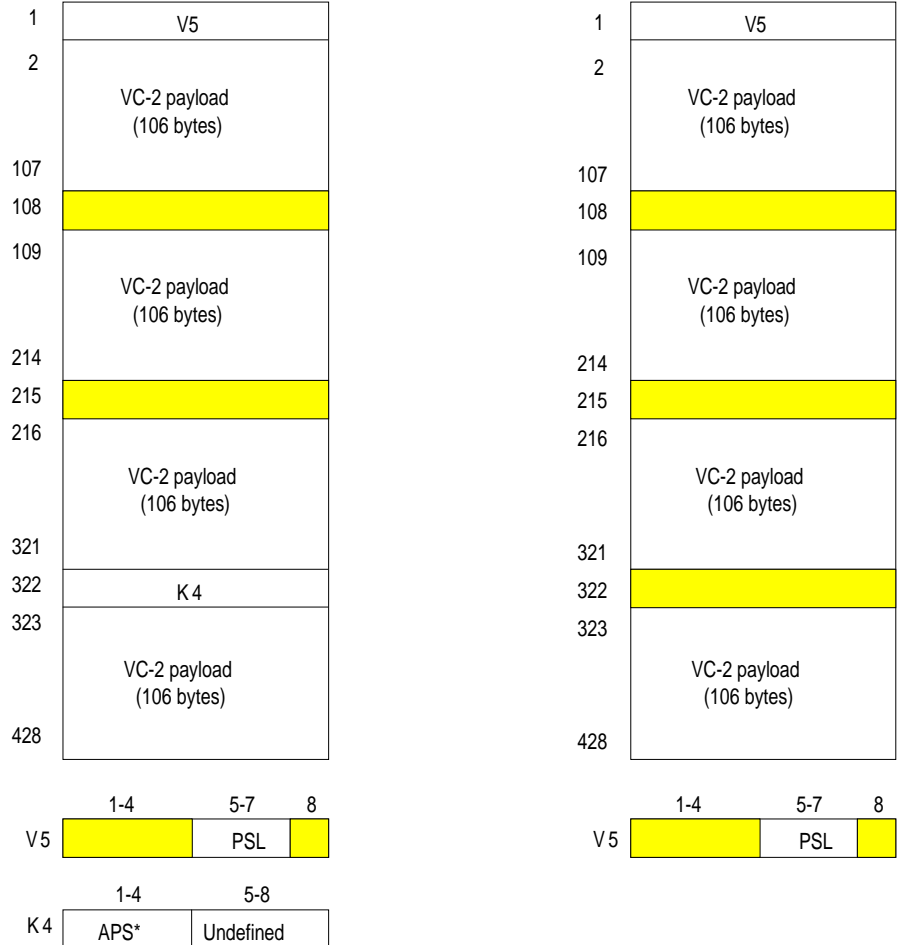 1 V5
2
VC-2 payload
(106 bytes)
107
108
109
VC-2 payload
(106 bytes)
214
215
216
VC-2 payload
(106 bytes)
321
322 K4
323
VC-2 payload
(106 bytes)
428
1-4 5-7 8
V5 PSL
1-4 5-8
K4 APS* Undefined
1 V5
2
VC-2 payload
(106 bytes)
107
108
109
VC-2 payload
(106 bytes)
214
215
216
VC-2 payload
(106 bytes)
321
322
323
VC-2 payload
(106 bytes)
428
1-4 5-7 8
V5 PSL